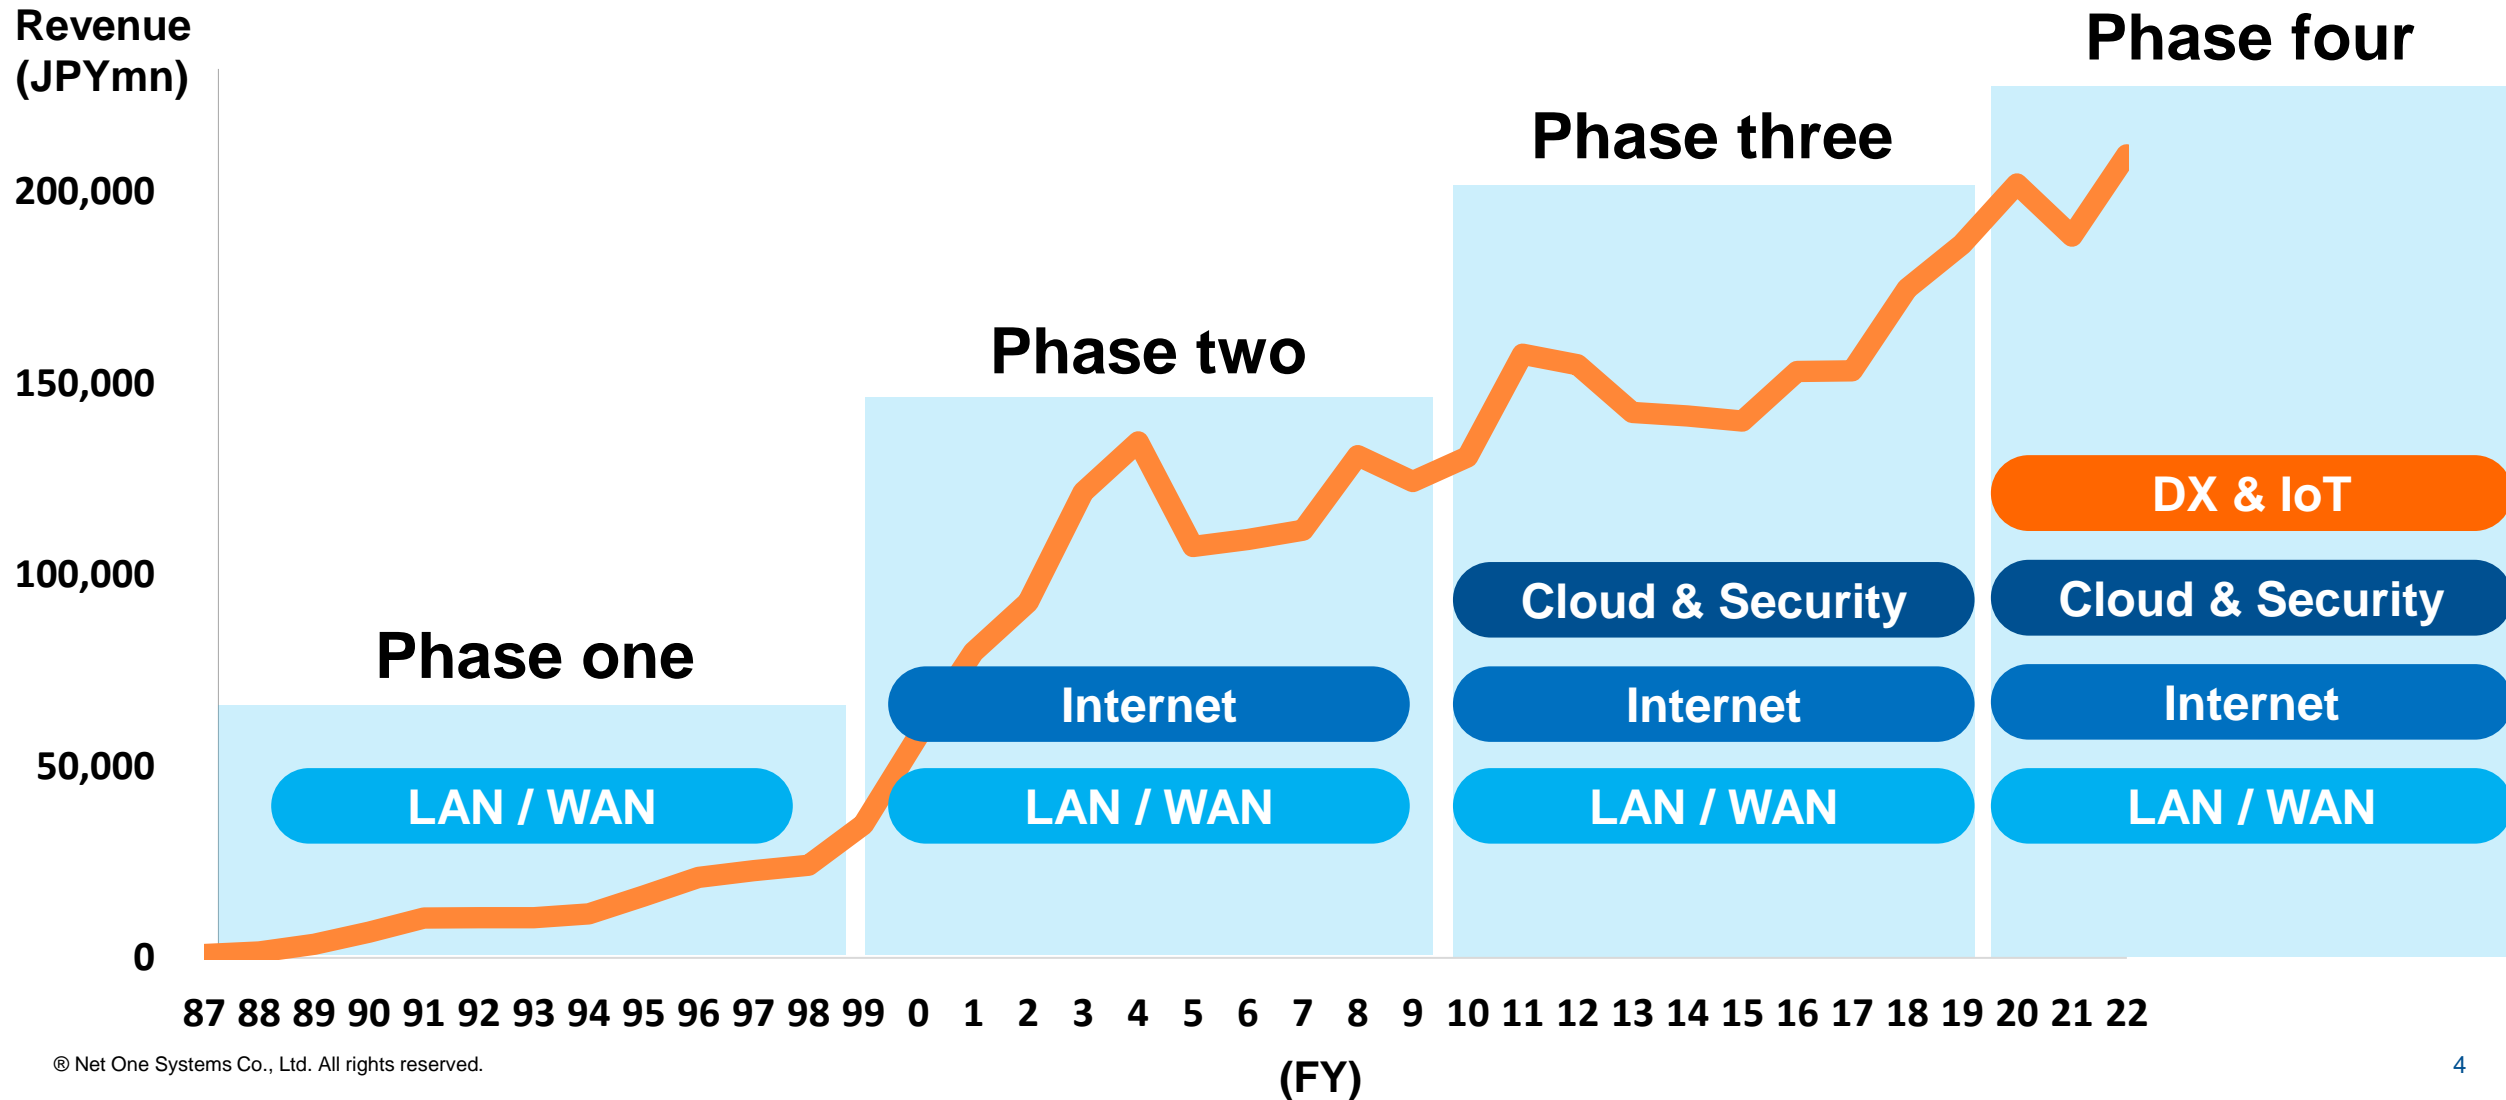 Revenue
(JPYmn)
Phase four
Phase three
200,000
Phase two
150,000
DX & IoT
100,000
Cloud & Security
Cloud & Security
Phase one
Internet
Internet
Internet
50,000
LAN / WAN
LAN / WAN
LAN / WAN
LAN / WAN
0
87 88 89 90 91 92 93 94 95 96 97 98 99 0 1 2 3 4 5 6 7 8 9 10 11 12 13 14 15 16 17 18 19 20 21 22
(FY)
® Net One Systems Co., Ltd. All rights reserved.
4